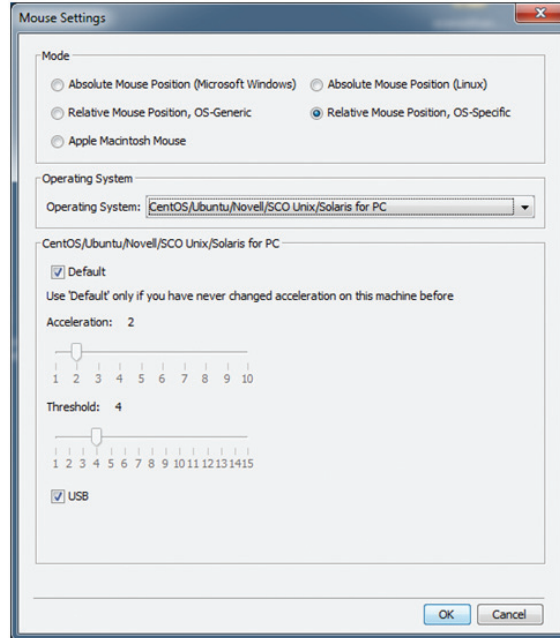 Mouse Settings
Mode
Absolute Mouse Position (Microsoft Windows) Absolute Mouse Position (Linux)
Relative Mouse Position, OS-Generic Relative Mouse Position, OS-Specific
Apple Macintosh Mouse
Operating System
Operating System: CentOS/Ubuntu/Novell/SCO Unix/Solaris for PC
CentOS/Ubuntu/Novell/SCO Unix/Solaris for PC
Default
Use 'Default' only if you have never changed acceleration on this machine before
Acceleration: 2
1 2 3 4 5 6 7 8 9 10
Threshold: 4
1 2 3 4 5 6 7 8 9 10 11 12 13 14 15
USB
OK Cancel